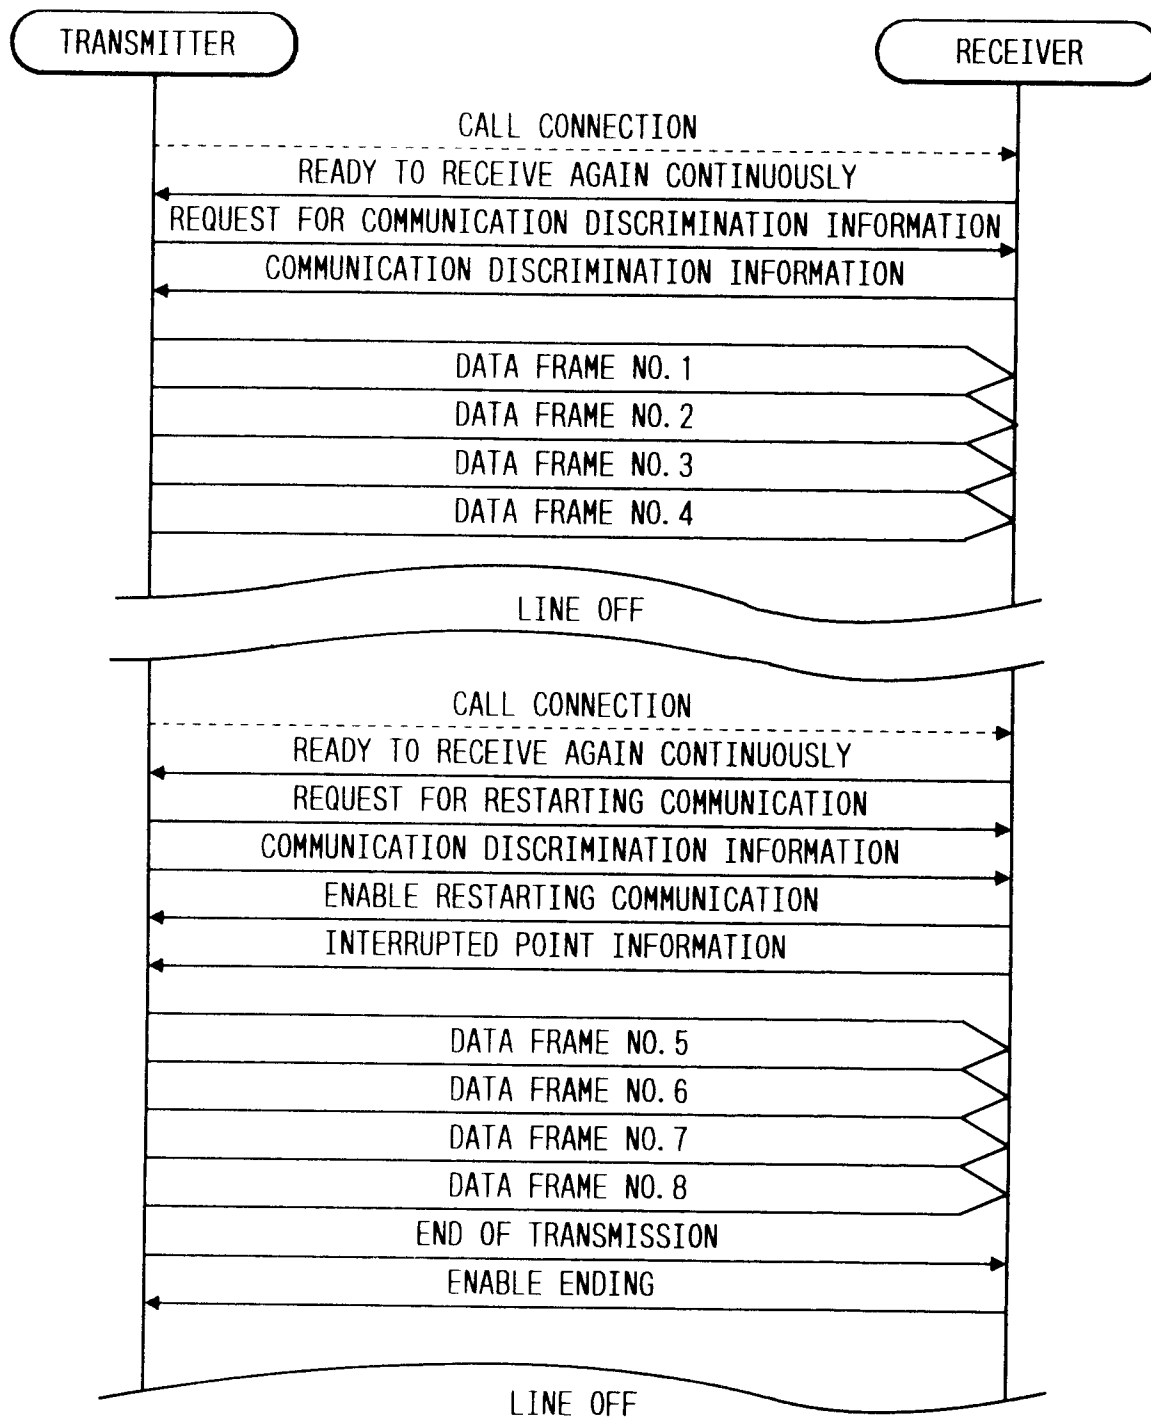 TRANSMITTER
RECEIVER
CALL CONNECTION
READY TO RECEIVE AGAIN CONTINUOUSLY
REQUEST FOR COMMUNICATION DISCRIMINATION INFORMATION
COMMUNICATION DISCRIMINATION INFORMATION
DATA FRAME NO. 1
DATA FRAME NO. 2
DATA FRAME NO. 3
DATA FRAME NO. 4
LINE OFF
CALL CONNECTION
READY TO RECEIVE AGAIN CONTINUOUSLY
REQUEST FOR RESTARTING COMMUNICATION
COMMUNICATION DISCRIMINATION INFORMATION
ENABLE RESTARTING COMMUNICATION
INTERRUPTED POINT INFORMATION
DATA FRAME NO. 5
DATA FRAME NO. 6
DATA FRAME NO. 7
DATA FRAME NO. 8
END OF TRANSMISSION
ENABLE ENDING
LINE OFF